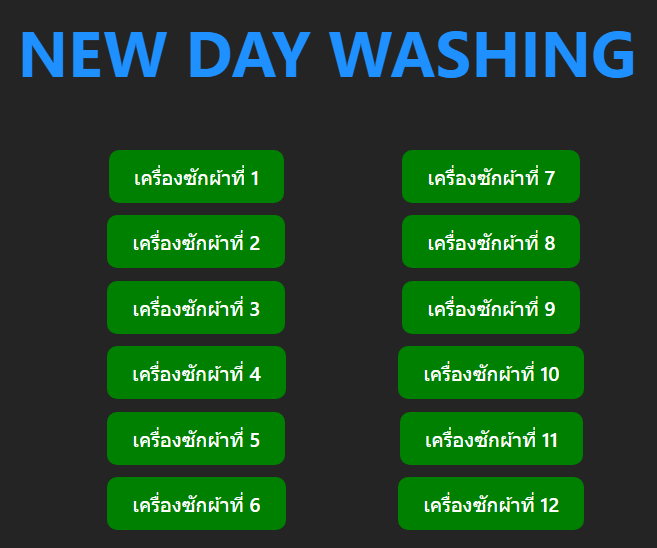 NEW DAY WASHING
เครื่องซักผ้าที่ 1
เครื่องซักผ้าที่ 2
เครื่องซักผ้าที่ 3
เครื่องซักผ้าที่ 4
เครื่องซักผ้าที่ 5
เครื่องซักผ้าที่ 6
เครื่องซักผ้าที่ 7
เครื่องซักผ้าที่ 8
เครื่องซักผ้าที่ 9
เครื่องซักผ้าที่ 10
เครื่องซักผ้าที่ 11
เครื่องซักผ้าที่ 12